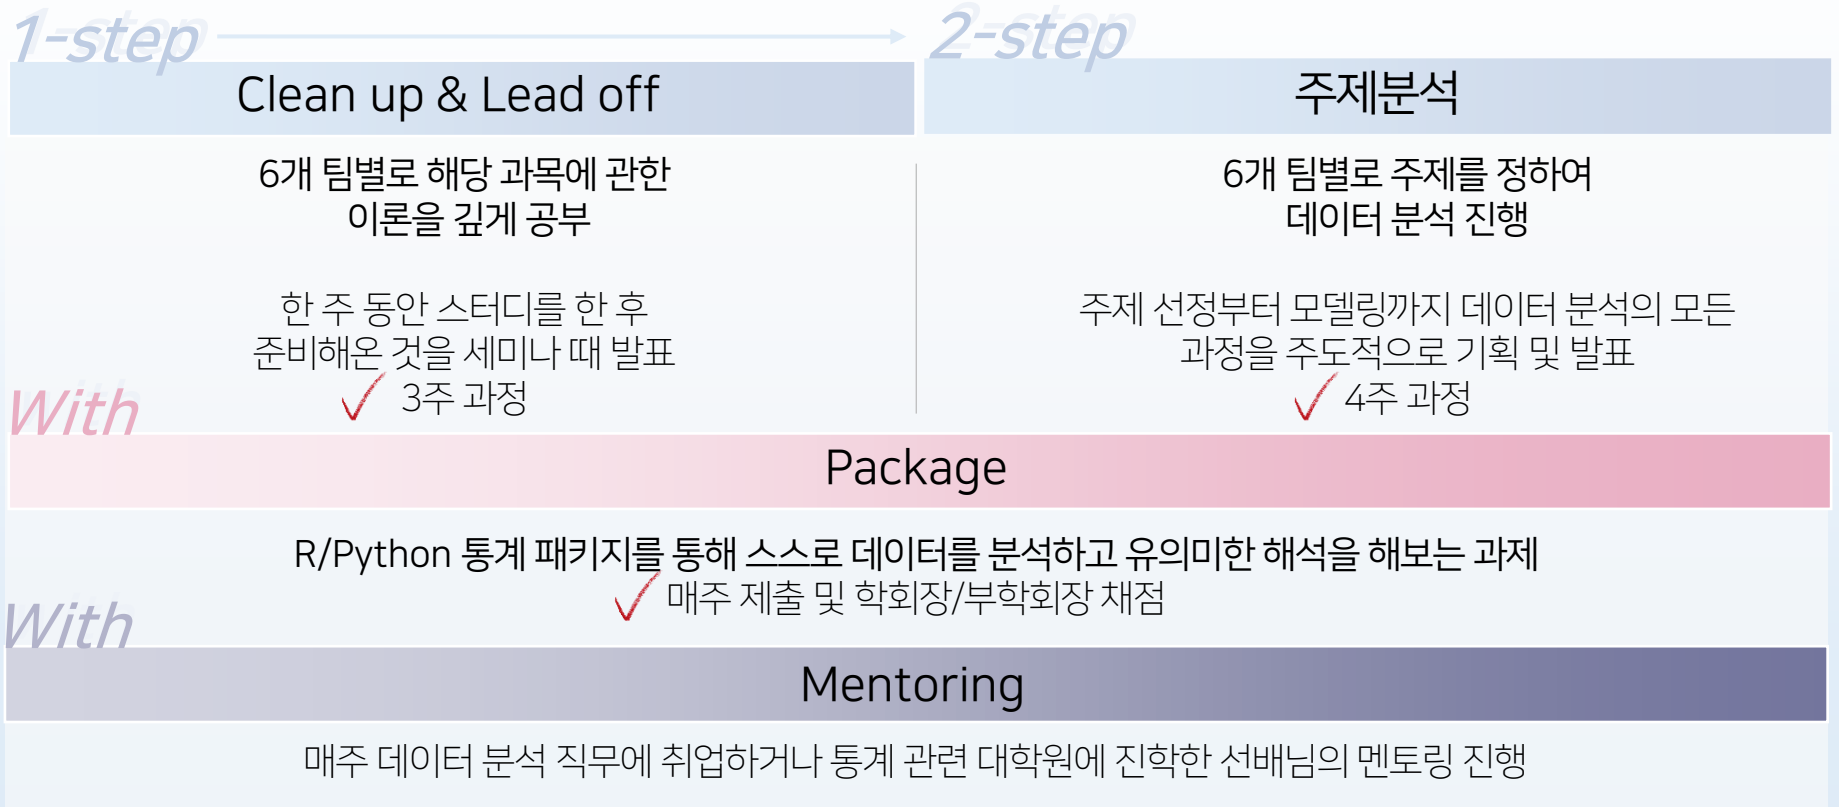 1-step
Clean up & Lead off
6개 팀별로 해당 과목에 관한
이론을 깊게 공부
한 주 동안 스터디를 한 후
준비해온 것을 세미나 때 발표
3주 과정
2-step
주제분석
6개 팀별로 주제를 정하여
데이터 분석 진행
주제 선정부터 모델링까지 데이터 분석의 모든
과정을 주도적으로 기획 및 발표
4주 과정
With
Package
R/Python 통계 패키지를 통해 스스로 데이터를 분석하고 유의미한 해석을 해보는 과제
매주 제출 및 학회장/부학회장 채점
With
Mentoring
매주 데이터 분석 직무에 취업하거나 통계 관련 대학원에 진학한 선배님의 멘토링 진행